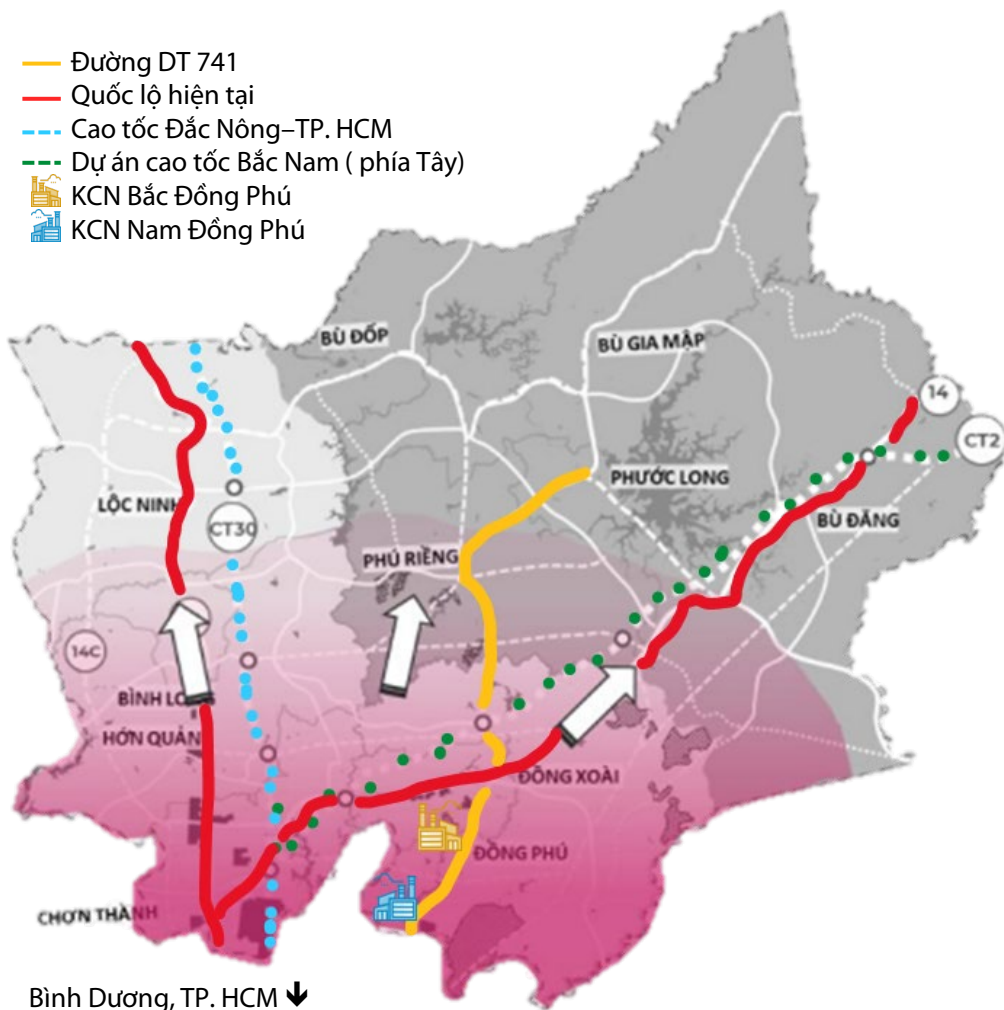 Đường DT 741
Quốc lộ hiện tại
Cao tốc Đắc Nông–TP. HCM
Dự án cao tốc Bắc Nam ( phía Tây)
KCN Bắc Đồng Phú
KCN Nam Đồng Phú
BÙ ĐỐP
BÙ GIA MẬP
14
CT2
LỘC NINH
PHƯỚC LONG
BÙ ĐĂNG
CT30
PHÚ RIỀNG
14C
BÌNH LONG
HỚN QUẢN
ĐỒNG XOÀI
ĐỒNG PHÚ
CHƠN THÀNH
Bình Dương, TP. HCM